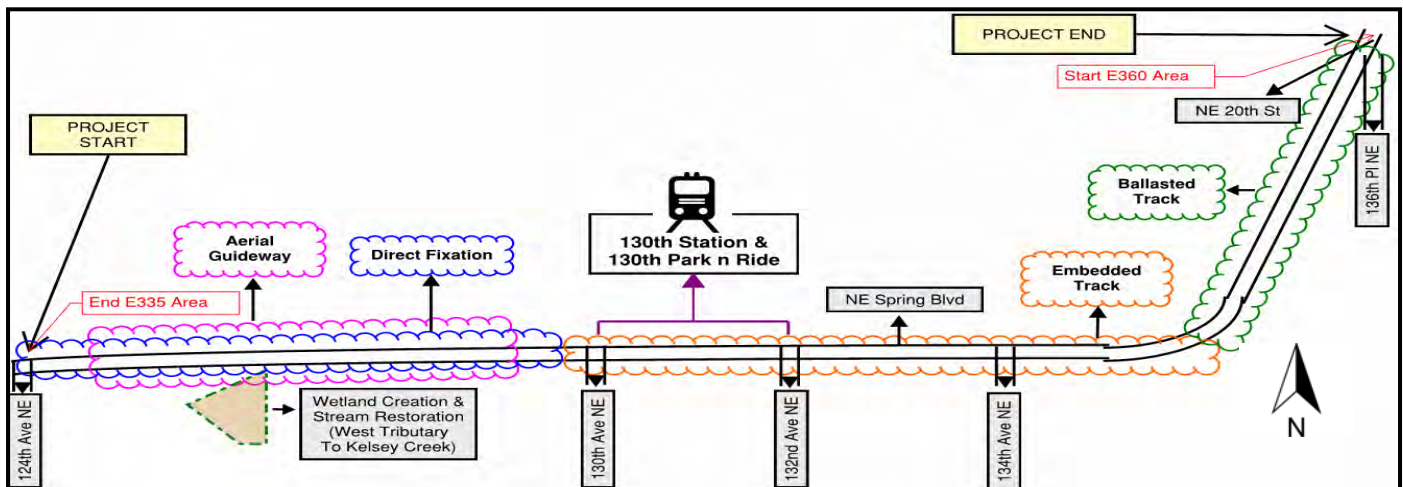 PROJECT END
Start E360 Area
NE 20th St
PROJECT
START
136th Pl NE
Ballasted
Track
130th Station &
130th Park n Ride
Aerial
Guideway
Direct Fixation
Embedded
Track
End E335 Area
NE Spring Blvd
124th Ave NE
Wetland Creation &
Stream Restoration
(West Tributary
To Kelsey Creek)
130th Ave NE
132nd Ave NE
134th Ave NE
N